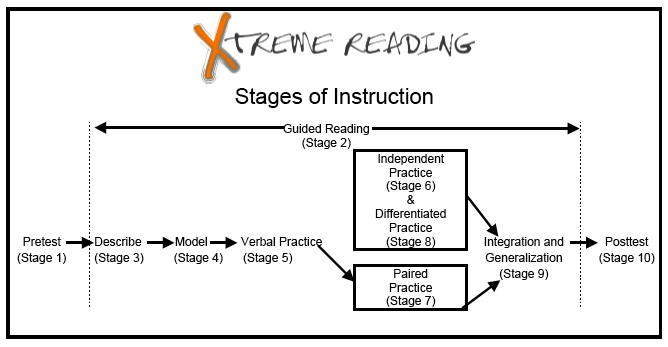 XTREME READING
Stages of Instruction
Guided Reading
(Stage 2)
Independent
Practice
(Stage 6)
&
Differentiated
Practice
(Stage 8)
Pretest
(Stage 1)
Describe
(Stage 3)
Model
(Stage 4)
Verbal Practice
(Stage 5)
Paired
Practice
(Stage 7)
Integration and
Generalization
(Stage 9)
Posttest
(Stage 10)